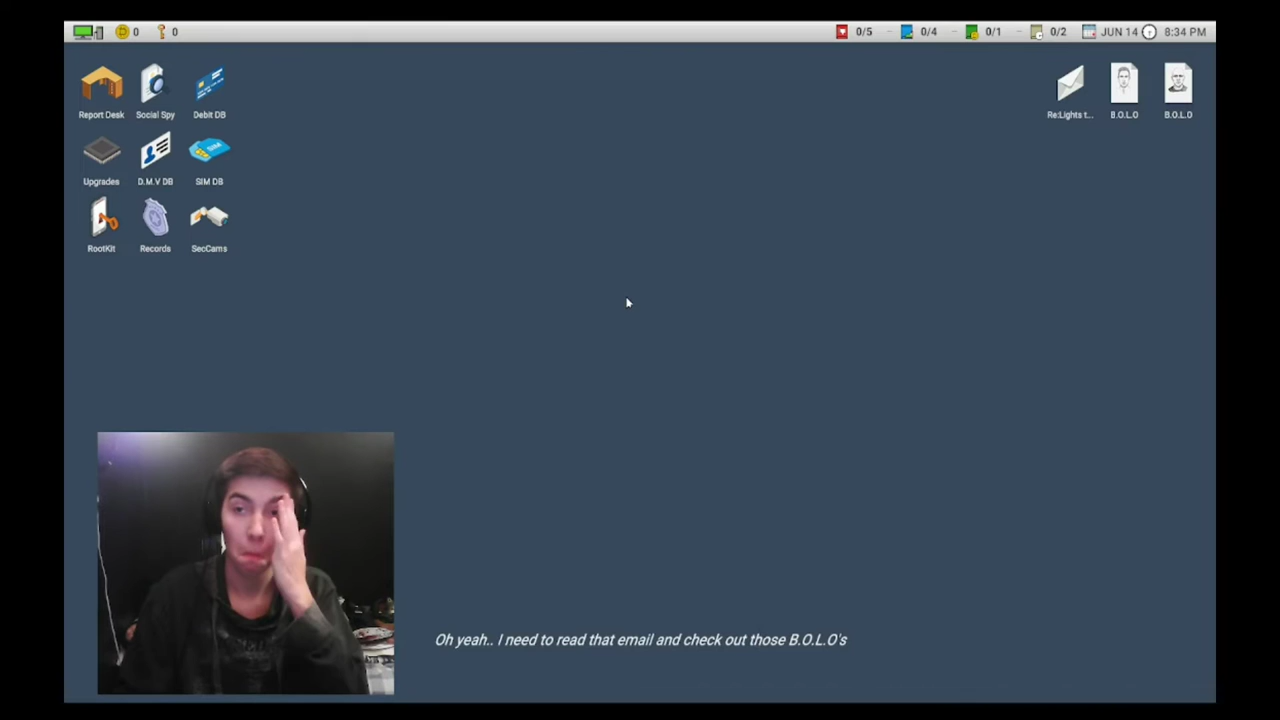 0 0 0/5 - 0/4 - 0/1 - 0/2 JUN 14 8:34 PM
Report Desk Social Spy Debit DB Re:Lights t... B.O.L.O B.O.L.O
Upgrades D.M.V DB SIM DB
SIM
RootKit Records SecCams
Oh yeah.. I need to read that email and check out those B.O.L.O's